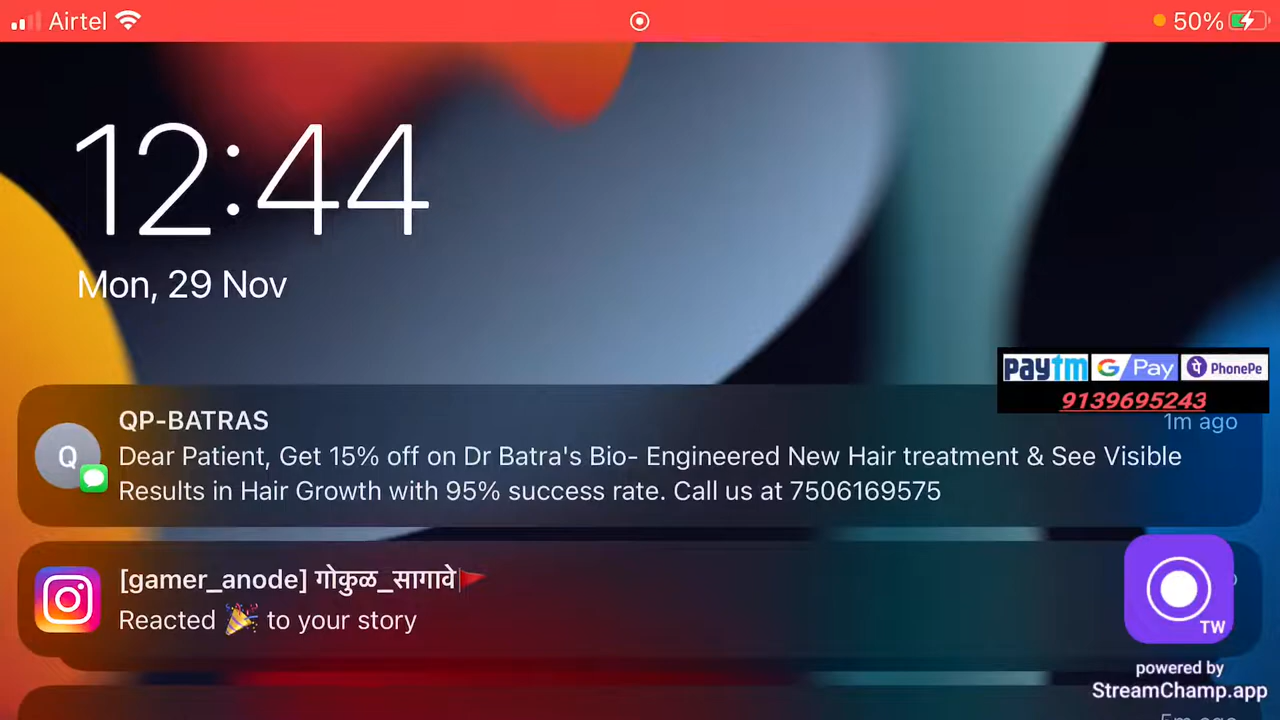 Airtel
50%
12:44
Mon, 29 Nov
paytm G Pay PhonePe
9139695243
QP-BATRAS
1m ago
Q
Dear Patient, Get 15% off on Dr Batra's Bio- Engineered New Hair treatment & See Visible
Results in Hair Growth with 95% success rate. Call us at 7506169575
[gamer_anode] गोकुळ_सागावे
Reacted 🎉 to your story
TW
powered by
StreamChamp.app